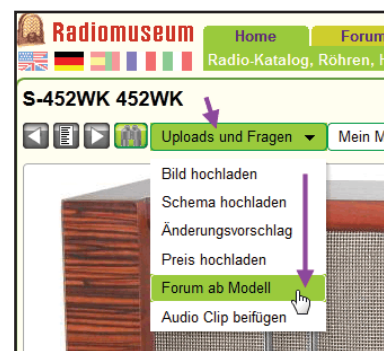 Radiomuseum
Home
Forum
Radio-Katalog, Röhren,
S-452WK 452WK
Uploads und Fragen
Mein M
Bild hochladen
Schema hochladen
Änderungsvorschlag
Preis hochladen
Forum ab Modell
Audio Clip beifügen